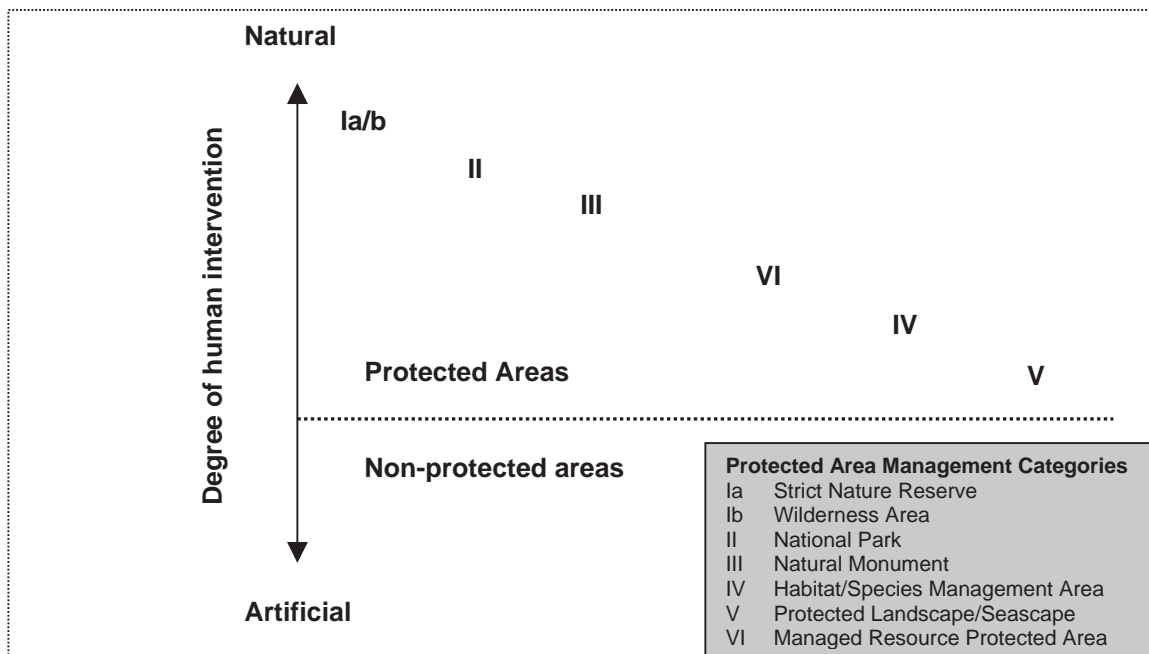 Natural
Degree of human intervention
Ia/b
II
III
VI
IV
V
Protected Areas
Non-protected areas
Artificial
Protected Area Management Categories
Ia Strict Nature Reserve
Ib Wilderness Area
II National Park
III Natural Monument
IV Habitat/Species Management Area
V Protected Landscape/Seascape
VI Managed Resource Protected Area